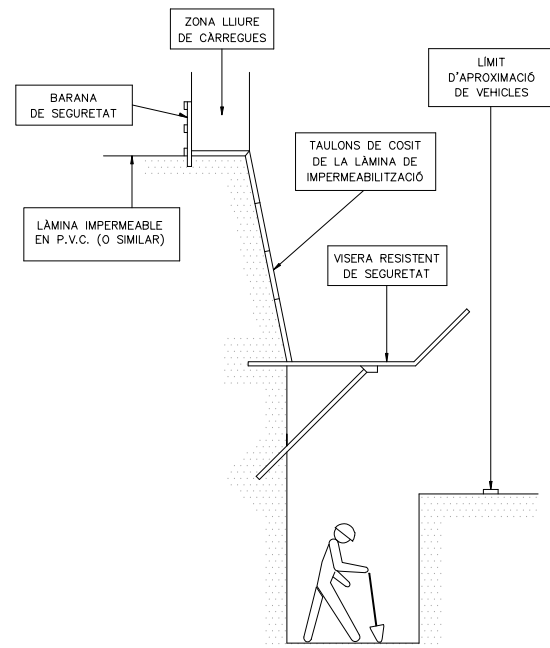 ZONA LLIURE
DE CÀRREGUES
LÍMIT
D'APROXIMACIÓ
DE VEHICLES
BARANA
DE SEGURETAT
TAULONS DE COSIT
DE LA LÀMINA DE
IMPERMEABILITZACIÓ
LÀMINA IMPERMEABLE
EN P.V.C. (O SIMILAR)
VISERA RESISTENT
DE SEGURETAT